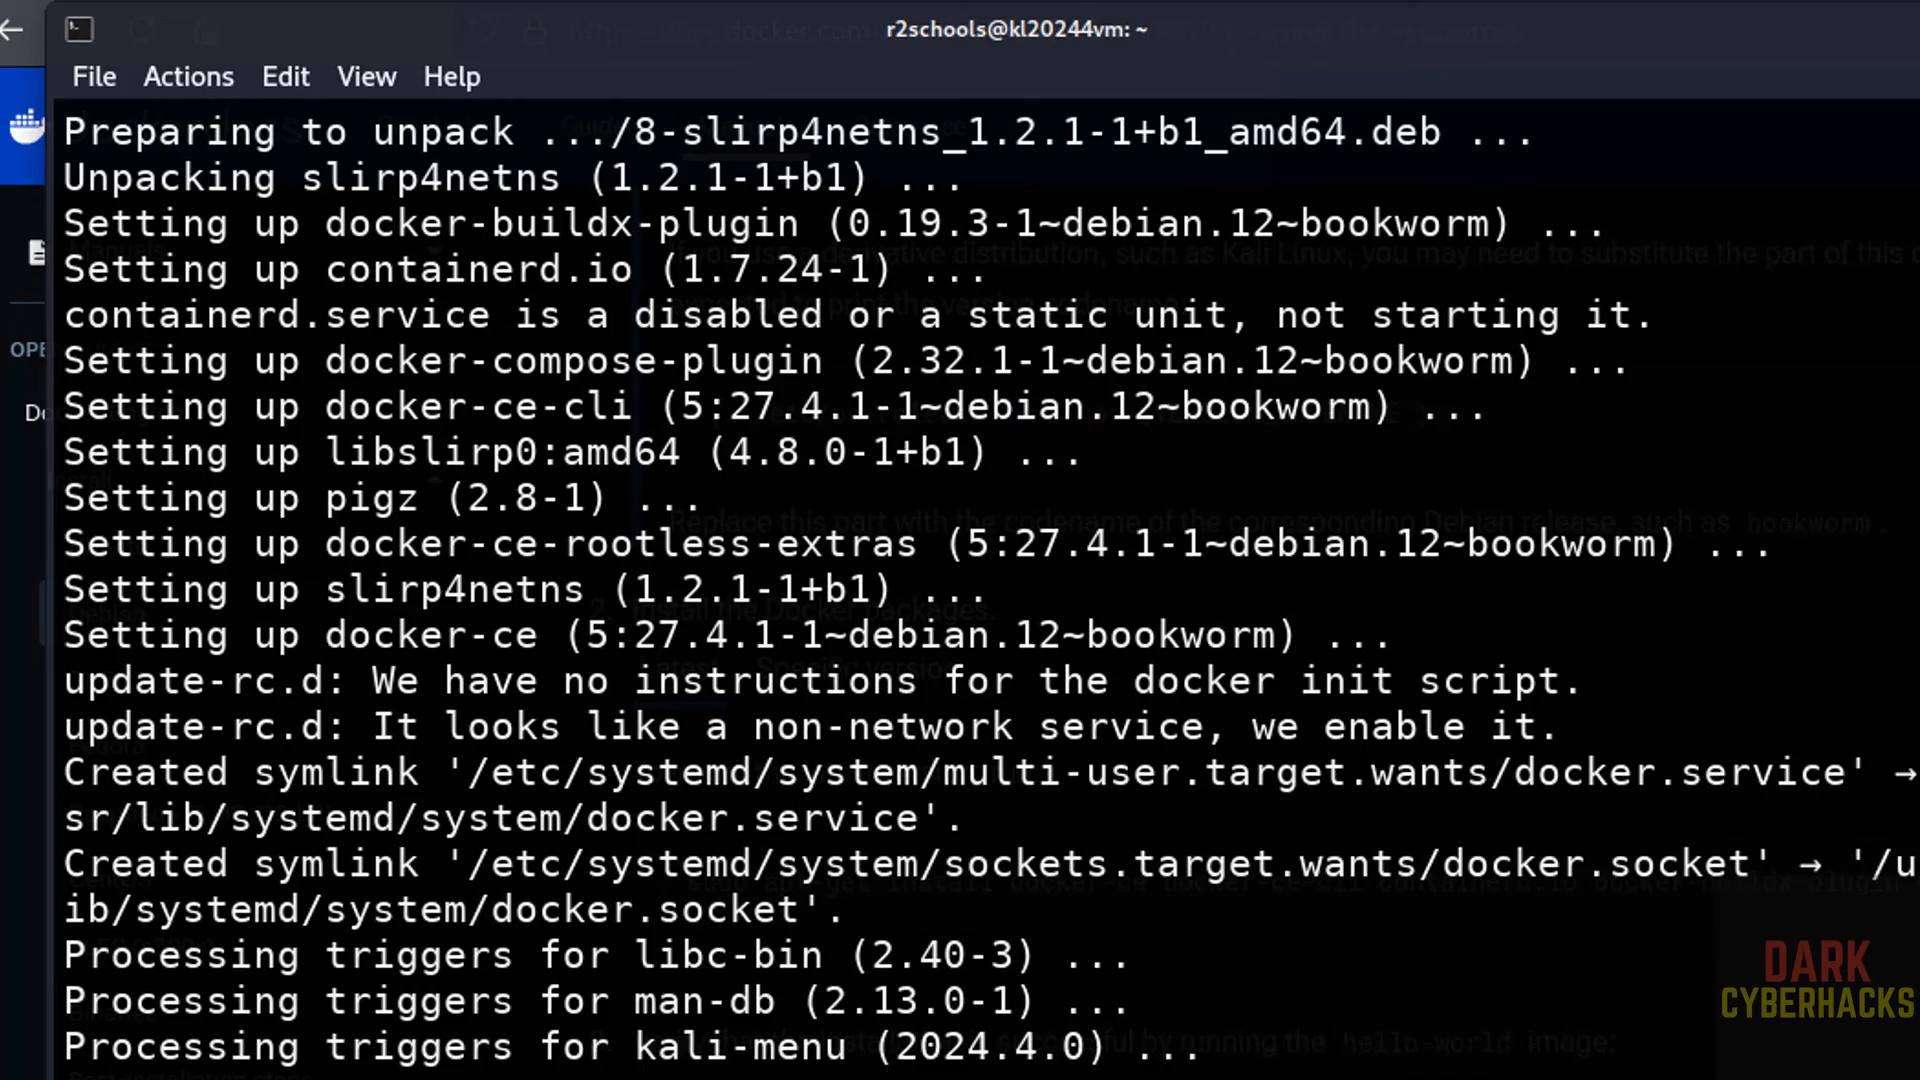 r2schools@kl20244vm: ~
File Actions Edit View Help
Preparing to unpack .../8-slirp4netns_1.2.1-1+b1_amd64.deb ...
Unpacking slirp4netns (1.2.1-1+b1) ...
Setting up docker-buildx-plugin (0.19.3-1~debian.12~bookworm) ...
Setting up containerd.io (1.7.24-1) ...
containerd.service is a disabled or a static unit, not starting it.
Setting up docker-compose-plugin (2.32.1-1~debian.12~bookworm) ...
Setting up docker-ce-cli (5:27.4.1-1~debian.12~bookworm) ...
Setting up libslirp0:amd64 (4.8.0-1+b1) ...
Setting up pigz (2.8-1) ...
Setting up docker-ce-rootless-extras (5:27.4.1-1~debian.12~bookworm) ...
Setting up slirp4netns (1.2.1-1+b1) ...
Setting up docker-ce (5:27.4.1-1~debian.12~bookworm) ...
update-rc.d: We have no instructions for the docker init script.
update-rc.d: It looks like a non-network service, we enable it.
Created symlink '/etc/systemd/system/multi-user.target.wants/docker.service' →
sr/lib/systemd/system/docker.service'.
Created symlink '/etc/systemd/system/sockets.target.wants/docker.socket' → '/u
ib/systemd/system/docker.socket'.
Processing triggers for libc-bin (2.40-3) ...
Processing triggers for man-db (2.13.0-1) ...
Processing triggers for kali-menu (2024.4.0) ...
DARK
CYBERHACKS